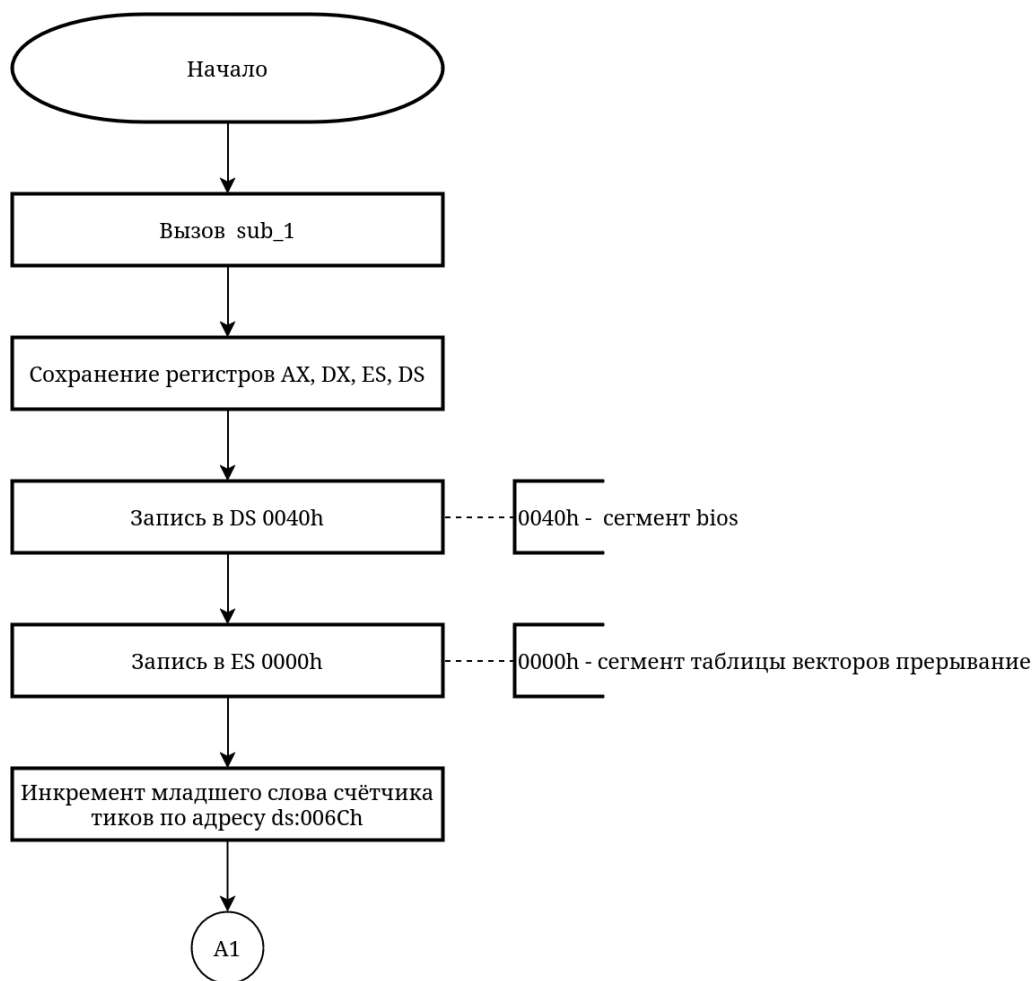 Начало
Вызов sub_1
Сохранение регистров AX, DX, ES, DS
Запись в DS 0040h
0040h - сегмент bios
Запись в ES 0000h
0000h - сегмент таблицы векторов прерывание
Инкремент младшего слова счётчика
тиков по адресу ds:006Ch
A1